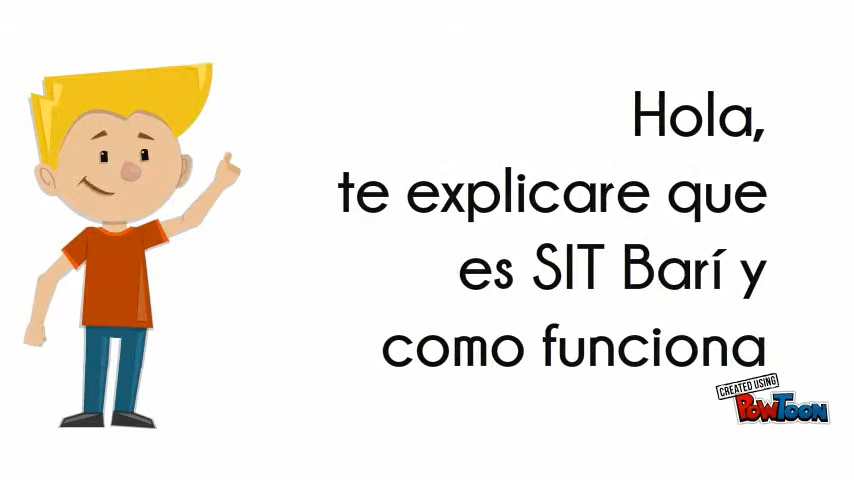 Hola,
te explicare que
es SIT Barí y
como funciona
CREATED USING
POWTOON